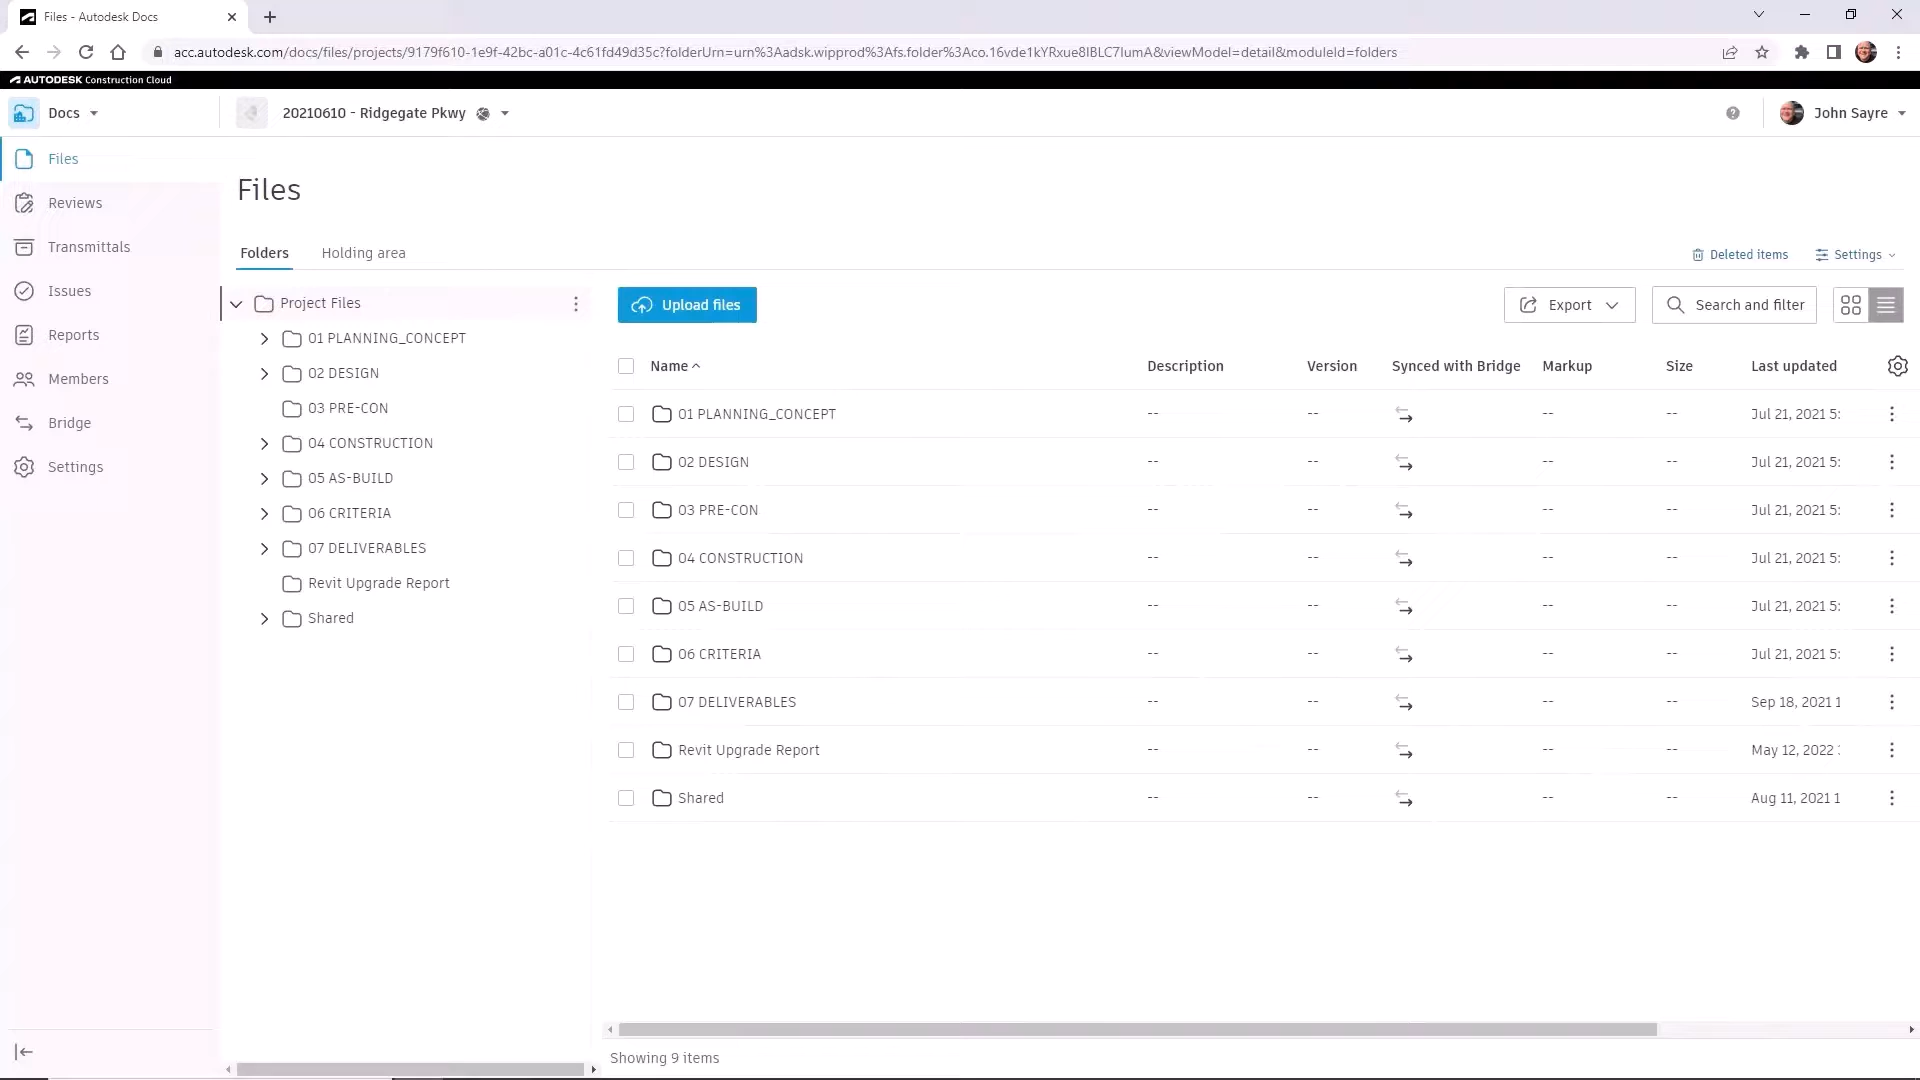 Files - Autodesk Docs
acc.autodesk.com/docs/files/projects/9179f610-1e9f-42bc-a01c-4c61fd49d35c?folderUrn=urn%3Aadsk.wipprod%3Afs.folder%3Aco.16vde1kYRxue8lBLC7IumA&viewModel=detail&moduleId=folders
AUTODESK Construction Cloud
Docs
20210610 - Ridgegate Pkwy
John Sayre
Files
Reviews
Transmittals
Issues
Reports
Members
Bridge
Settings
Files
Folders
Holding area
Deleted items
Settings
Project Files
01 PLANNING_CONCEPT
02 DESIGN
03 PRE-CON
04 CONSTRUCTION
05 AS-BUILD
06 CRITERIA
07 DELIVERABLES
Revit Upgrade Report
Shared
Upload files
Export
Search and filter
Name Description Version Synced with Bridge Markup Size Last updated
01 PLANNING_CONCEPT -- -- -- -- Jul 21, 2021 5:
02 DESIGN -- -- -- -- Jul 21, 2021 5:
03 PRE-CON -- -- -- -- Jul 21, 2021 5:
04 CONSTRUCTION -- -- -- -- Jul 21, 2021 5:
05 AS-BUILD -- -- -- -- Jul 21, 2021 5:
06 CRITERIA -- -- -- -- Jul 21, 2021 5:
07 DELIVERABLES -- -- -- -- Sep 18, 2021 1
Revit Upgrade Report -- -- -- -- May 12, 2022
Shared -- -- -- -- Aug 11, 2021 1
Showing 9 items